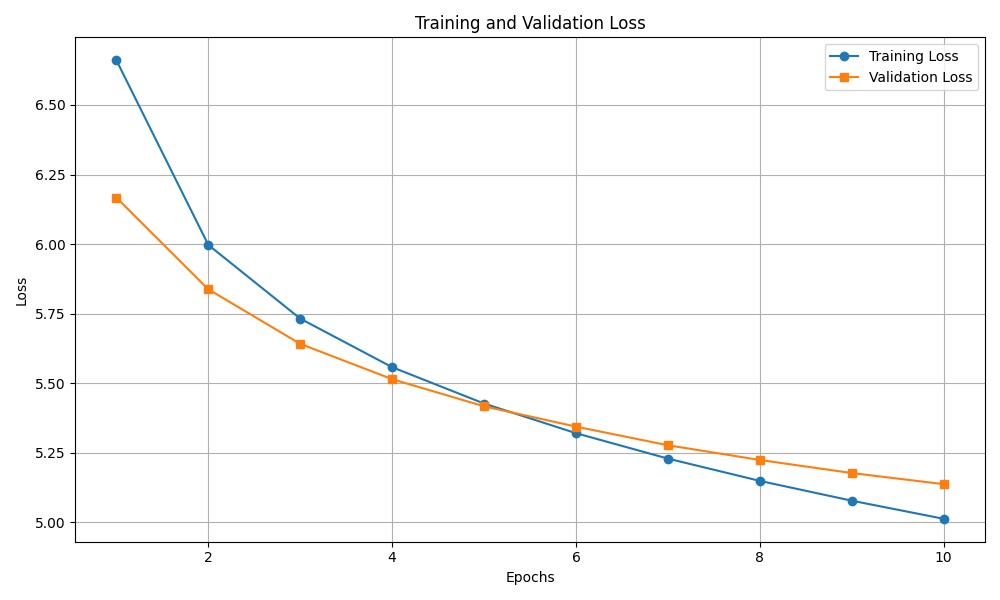 Training and Validation Loss
Training Loss
Validation Loss
6.50
6.25
6.00
5.75
5.50
5.25
5.00
Loss
2 4 6 8 10
Epochs